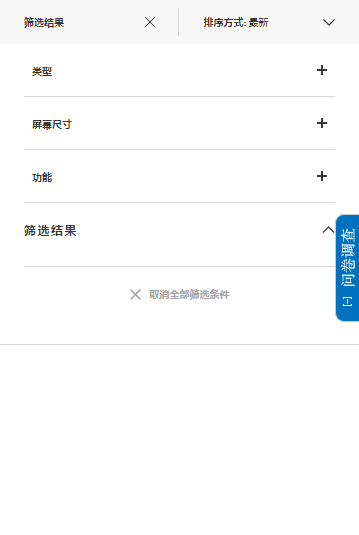 筛选结果
排序方式: 最新
类型
屏幕尺寸
功能
筛选结果
取消全部筛选条件
问卷调查
[-]